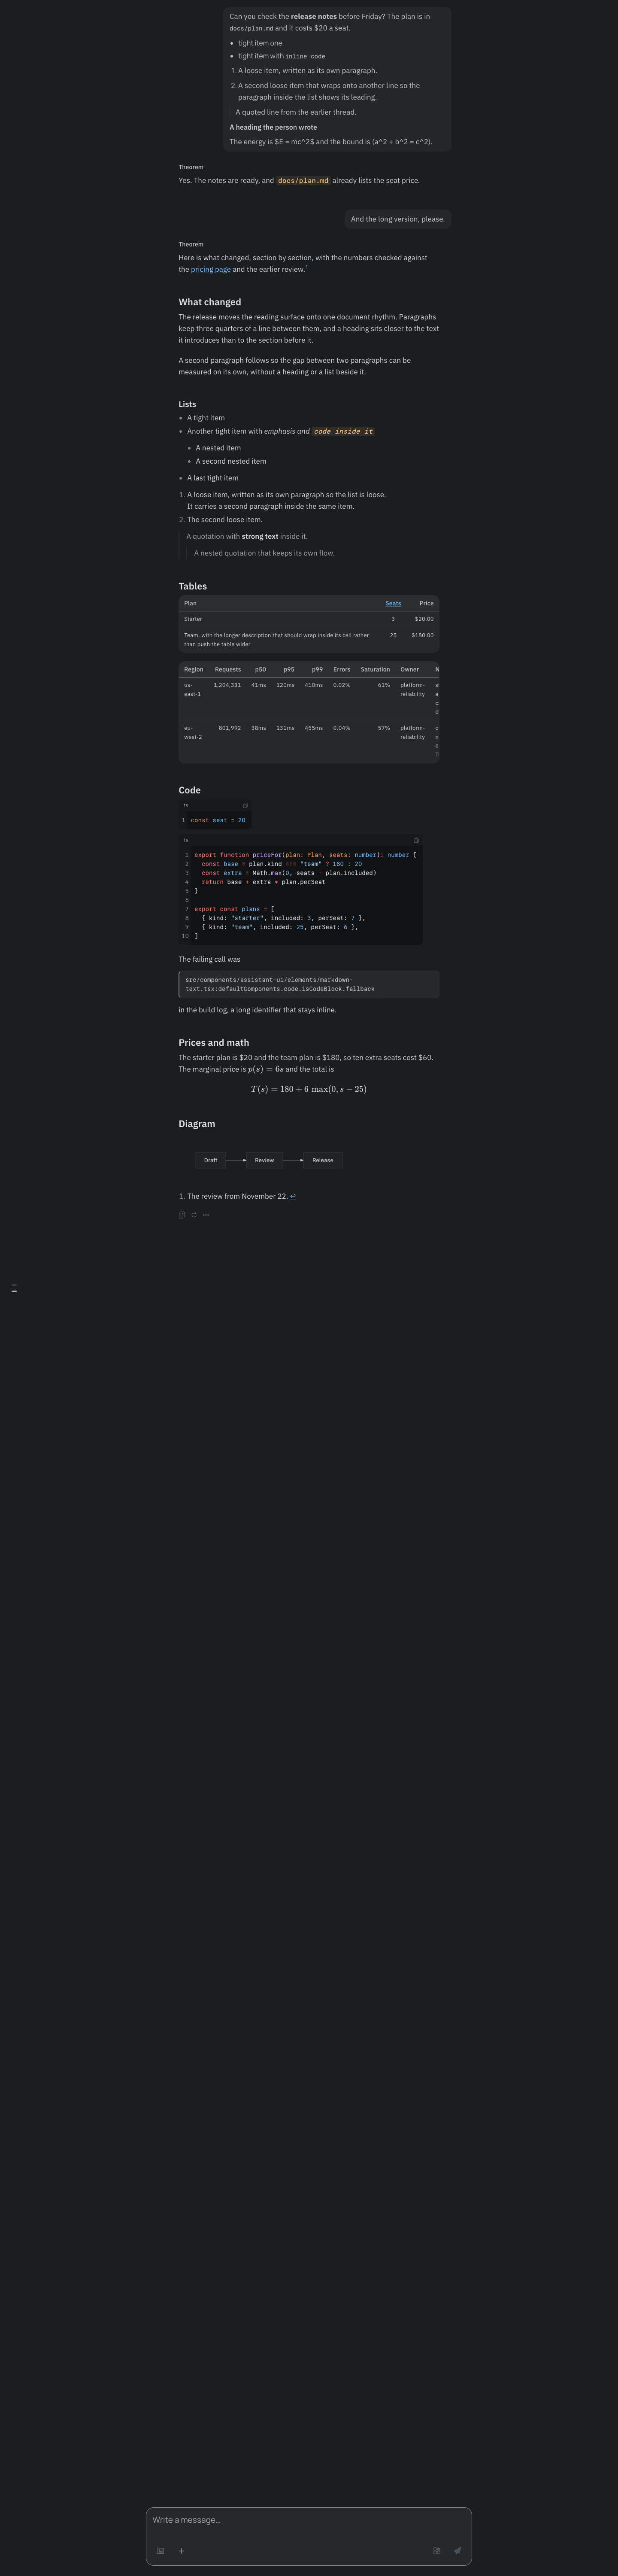 Can you check the release notes before Friday? The plan is in
docs/plan.md and it costs $20 a seat.
• tight item one
• tight item with inline code
1. A loose item, written as its own paragraph.
2. A second loose item that wraps onto another line so the
paragraph inside the list shows its leading.
A quoted line from the earlier thread.
A heading the person wrote
The energy is $E = mc^2$ and the bound is (a^2 + b^2 = c^2).
Theorem
Yes. The notes are ready, and docs/plan.md already lists the seat price.
And the long version, please.
Theorem
Here is what changed, section by section, with the numbers checked against
the pricing page and the earlier review.1
What changed
The release moves the reading surface onto one document rhythm. Paragraphs
keep three quarters of a line between them, and a heading sits closer to the text
it introduces than to the section before it.
A second paragraph follows so the gap between two paragraphs can be
measured on its own, without a heading or a list beside it.
Lists
• A tight item
• Another tight item with emphasis and code inside it
• A nested item
• A second nested item
• A last tight item
1. A loose item, written as its own paragraph so the list is loose.
It carries a second paragraph inside the same item.
2. The second loose item.
A quotation with strong text inside it.
A nested quotation that keeps its own flow.
Tables
Plan Seats Price
Starter 3 $20.00
Team, with the longer description that should wrap inside its cell rather 25 $180.00
than push the table wider
Region Requests p50 p95 p99 Errors Saturation Owner N
us- 1,204,331 41ms 120ms 410ms 0.02% 61% platform-
east-1 reliability
eu- 801,992 38ms 131ms 455ms 0.04% 57% platform-
west-2 reliability
Code
ts
1 const seat = 20
ts
1 export function priceFor(plan: Plan, seats: number): number {
2 const base = plan.kind === "team" ? 180 : 20
3 const extra = Math.max(0, seats - plan.included)
4 return base + extra * plan.perSeat
5 }
6
7 export const plans = [
8 { kind: "starter", included: 3, perSeat: 7 },
9 { kind: "team", included: 25, perSeat: 6 },
10 ]
The failing call was
src/components/assistant-ui/elements/markdown-
text.tsx:defaultComponents.code.isCodeBlock.fallback
in the build log, a long identifier that stays inline.
Prices and math
The starter plan is $20 and the team plan is $180, so ten extra seats cost $60.
The marginal price is p(s) = 6s and the total is
T(s) = 180 + 6 max(0, s − 25)
Diagram
Draft Review Release
1. The review from November 22. ↩
Write a message...